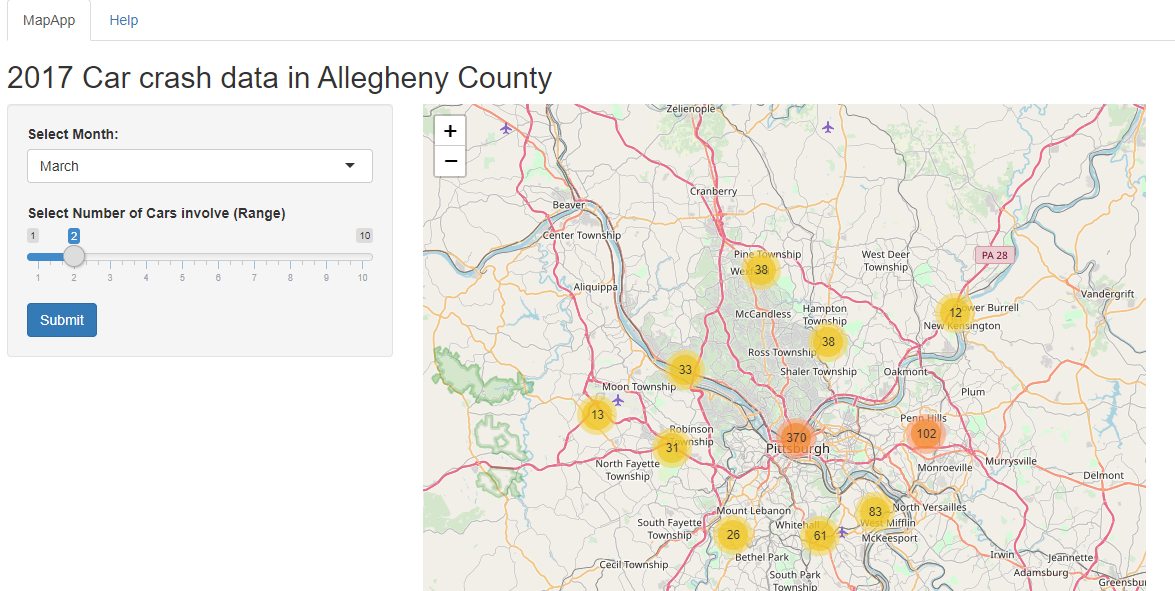 MapApp
Help
2017 Car crash data in Allegheny County
Select Month:
March
Select Number of Cars involve (Range)
1
2
10
1 2 3 4 5 6 7 8 9 10
Submit
+
−
Zelienople
Cranberry
Beaver
Center Township
Pine Township
38
West Deer
Township
PA 28
Aliquippa
Vandergrift
McCandless
Hampton
Township
12
New Kensington
38
Ross Township
Shaler Township
Oakmont
33
Moon Township
Plum
13
Penn Hills
102
Robinson
Township
31
370
Pittsburgh
North Fayette
Township
Monroeville
Murrysville
Delmont
Mount Lebanon
83
North Versailles
West Mifflin
South Fayette
Township
26
Whitehall
61
McKeesport
Bethel Park
Irwin
Jeannette
Cecil Township
South Park
Township
Adamsburg